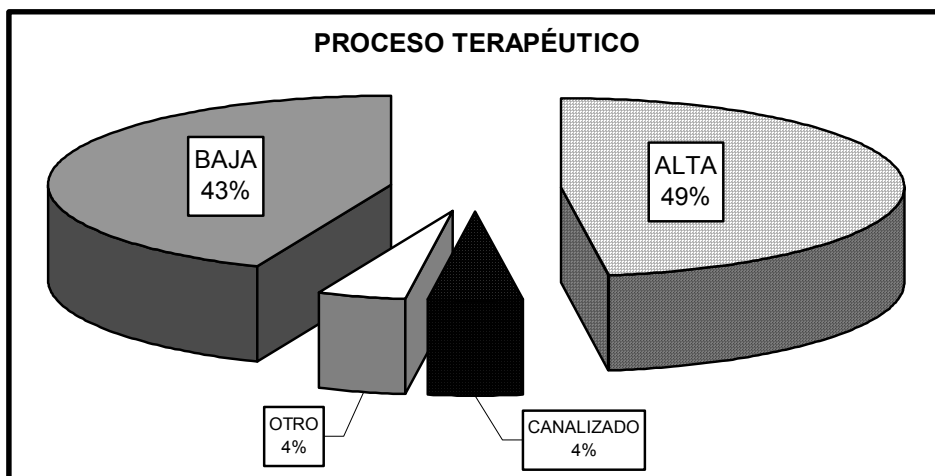 PROCESO TERAPÉUTICO
BAJA
43%
ALTA
49%
OTRO
4%
CANALIZADO
4%